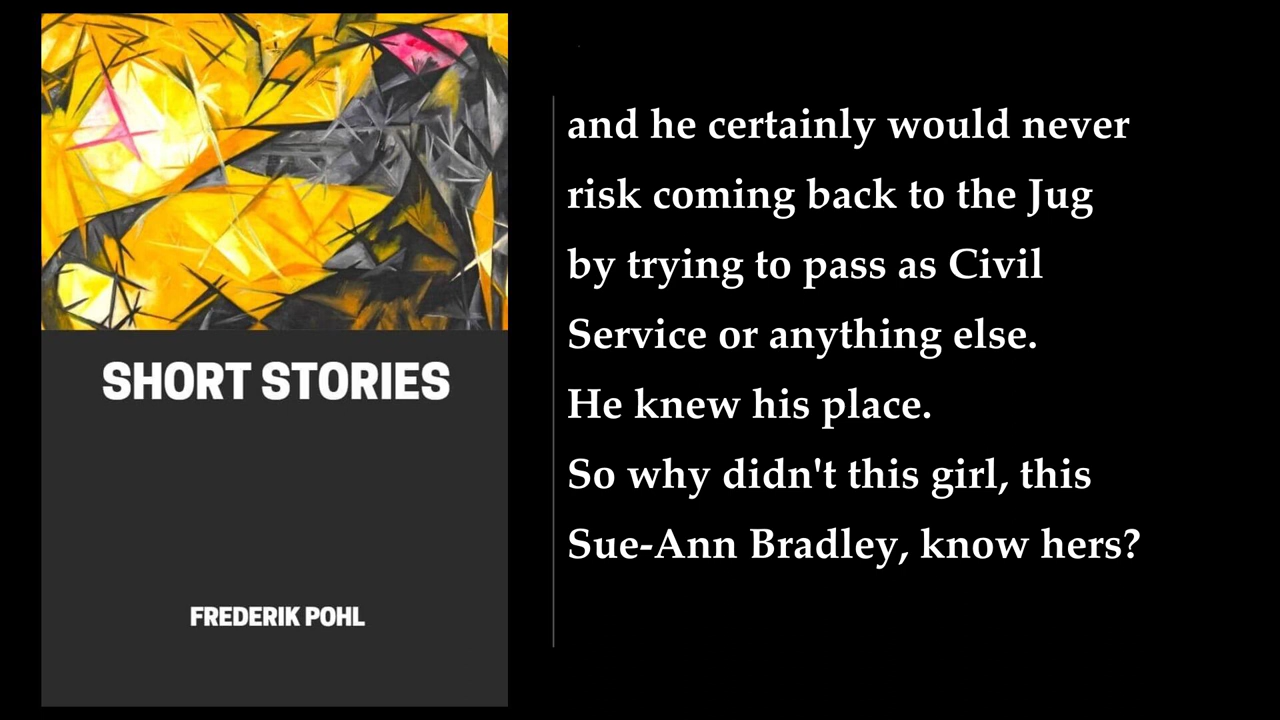 SHORT STORIES
FREDERIK POHL
and he certainly would never
risk coming back to the Jug
by trying to pass as Civil
Service or anything else.
He knew his place.
So why didn't this girl, this
Sue-Ann Bradley, know hers?